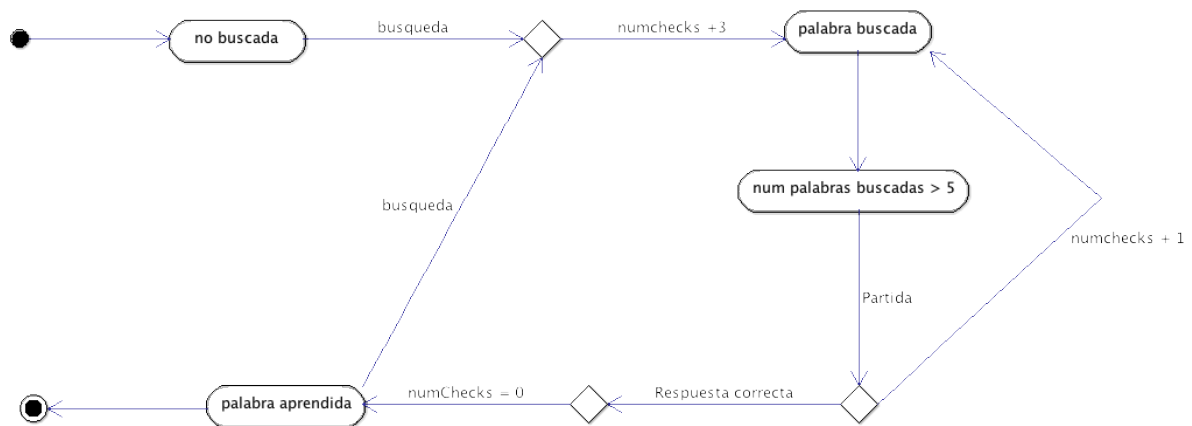 no buscada
busqueda
numchecks +3
palabra buscada
busqueda
num palabras buscadas > 5
numchecks + 1
Partida
palabra aprendida
numChecks = 0
Respuesta correcta